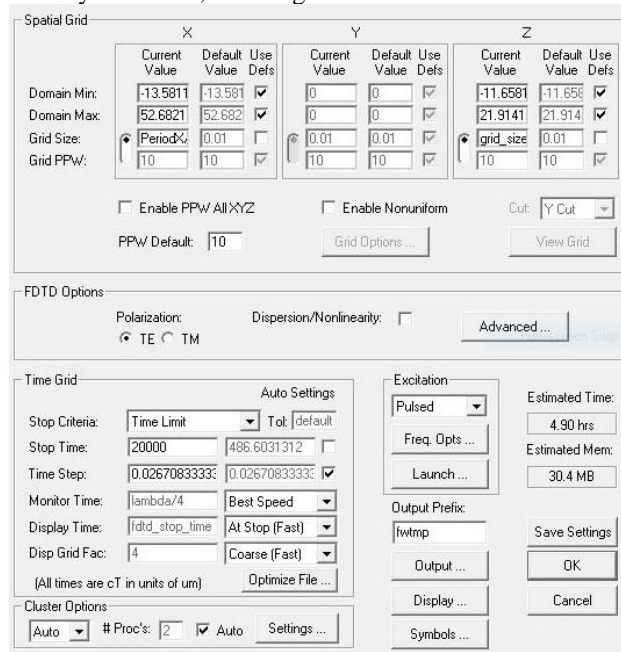 Spatial Grid
X Y Z
Current Value Default Value Use Defs Current Value Default Value Use Defs Current Value Default Value Use Defs
Domain Min: -13.5811 -13.581 0 0 -11.6581 -11.658
Domain Max: 52.6821 52.682 0 0 21.9141 21.914
Grid Size: PeriodX/ 0.01 0.01 0.01 grid_size 0.01
Grid PPW: 10 10 10 10 10 10
Enable PPW All XYZ Enable Nonuniform Cut: Y Cut
PPW Default: 10 Grid Options ... View Grid
FDTD Options
Polarization: Dispersion/Nonlinearity: Advanced ...
TE TM
Time Grid Excitation
Auto Settings Pulsed Estimated Time:
Stop Criteria: Time Limit Tol: default 4.90 hrs
Stop Time: 20000 486.6031312 Freq. Opts ... Estimated Mem:
Time Step: 0.02670833333 0.02670833333 Launch ... 30.4 MB
Monitor Time: lambda/4 Best Speed Output Prefix:
Display Time: fdtd_stop_time At Stop (Fast) fwtmp Save Settings
Disp Grid Fac: 4 Coarse (Fast) Output ... OK
(All times are cT in units of um) Optimize File ... Display ... Cancel
Cluster Options
Auto # Proc's: 2 Auto Settings ... Symbols ...